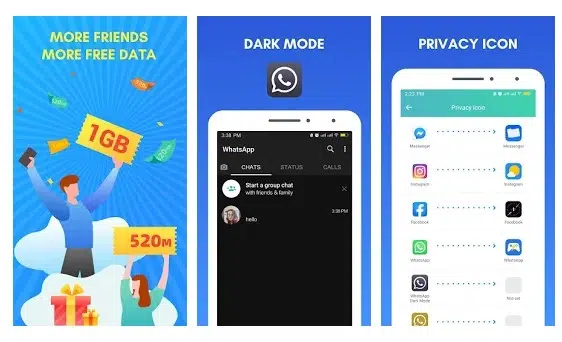 MORE FRIENDS
MORE FREE DATA
1GB
520M
DARK MODE
3:38 PM
WhatsApp
CHATS
STATUS
CALLS
Start a group chat
with friends & family
3:38 PM
hello
PRIVACY ICON
Privacy Icon
Messenger
Messenger
Instagram
Instagram
Facebook
Facebook
WhatsApp
WhatsApp
WhatsApp
Dark Mode
Not set